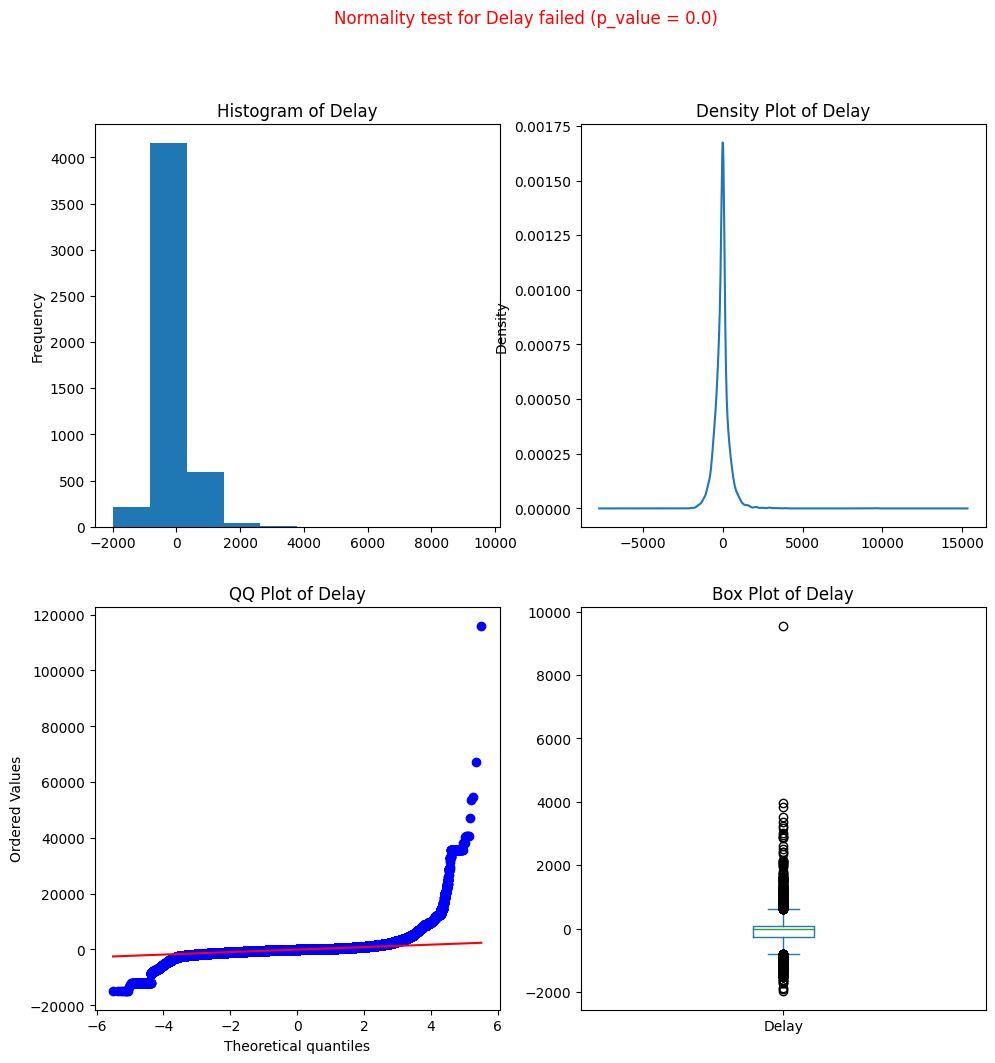 Normality test for Delay failed (p_value = 0.0)
Histogram of Delay
Frequency
4000
3500
3000
2500
2000
1500
1000
500
0
−2000 0 2000 4000 6000 8000 10000
Density Plot of Delay
Density
0.00175
0.00150
0.00125
0.00100
0.00075
0.00050
0.00025
0.00000
−5000 0 5000 10000 15000
QQ Plot of Delay
Ordered Values
120000
100000
80000
60000
40000
20000
0
−20000
−6 −4 −2 0 2 4 6
Theoretical quantiles
Box Plot of Delay
10000
8000
6000
4000
2000
0
−2000
Delay